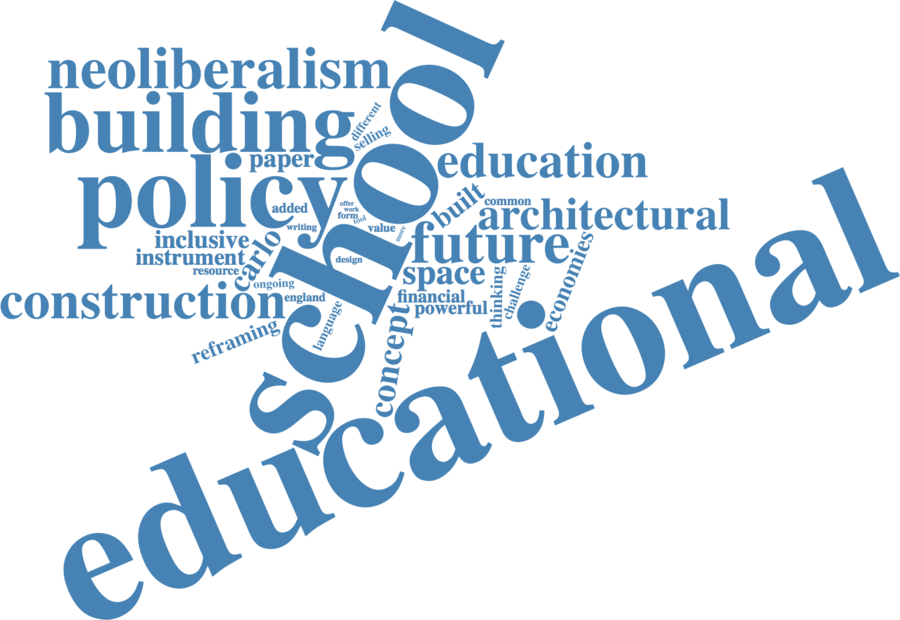 school
neoliberalism
building
different
selling
paper
education
policy
built
common
offer
work
added
form
tool
architectural
writing
value
more
future
inclusive
carlo
instrument
design
resource
space
economies
ongoing
thinking
challenge
construction
england
financial
powerful
language
reframing
concept
educational